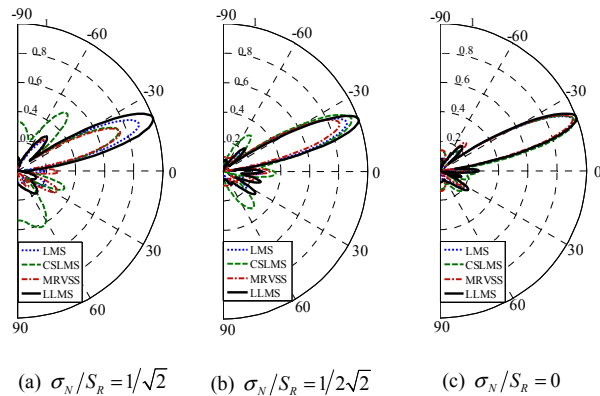 -90
1
-60
0.8
0.6
-30
0.4
0.2
0
30
60
90
LMS
CSLMS
MRVSS
LLMS
(a) σ_N/S_R = 1/√2
-90
1
-60
0.8
0.6
-30
0.4
0.2
0
30
60
90
LMS
CSLMS
MRVSS
LLMS
(b) σ_N/S_R = 1/2√2
-90
1
-60
0.8
0.6
-30
0.4
0.2
0
30
60
90
LMS
CSLMS
MRVSS
LLMS
(c) σ_N/S_R = 0